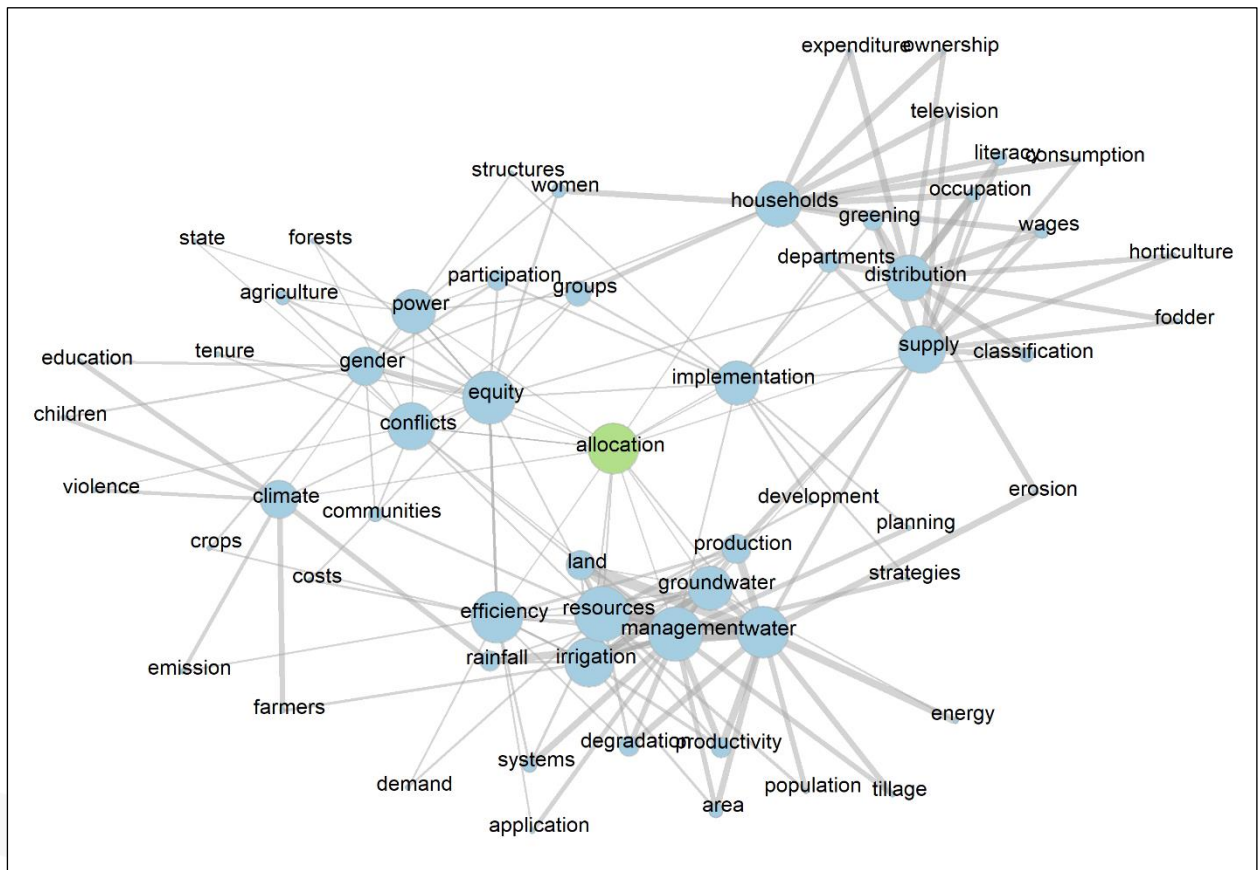 expenditure
ownership
television
literacy
consumption
structures
women
households
occupation
greening
wages
state
forests
departments
horticulture
participation
groups
distribution
agriculture
power
fodder
education
tenure
gender
supply
classification
implementation
equity
children
conflicts
allocation
violence
climate
development
erosion
communities
planning
crops
production
costs
land
groundwater
strategies
efficiency
resources
management
water
emission
rainfall
irrigation
farmers
energy
systems
degradation
productivity
demand
population
tillage
area
application